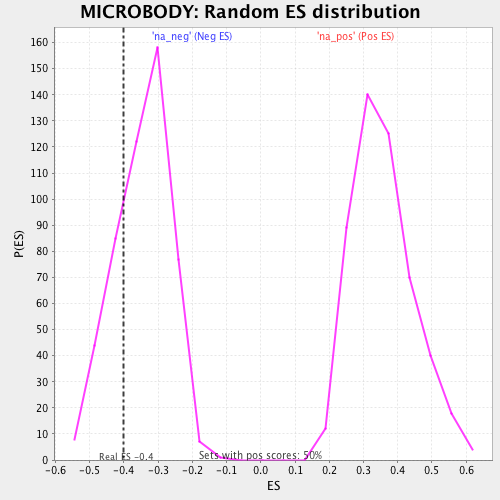 MICROBODY: Random ES distribution
'na_neg' (Neg ES)
'na_pos' (Pos ES)
160
150
140
130
120
110
100
90
80
70
60
50
40
30
20
10
0
P(ES)
Real ES -0.4
Sets with pos scores: 50%
-0.6 -0.5 -0.4 -0.3 -0.2 -0.1 0.0 0.1 0.2 0.3 0.4 0.5 0.6
ES